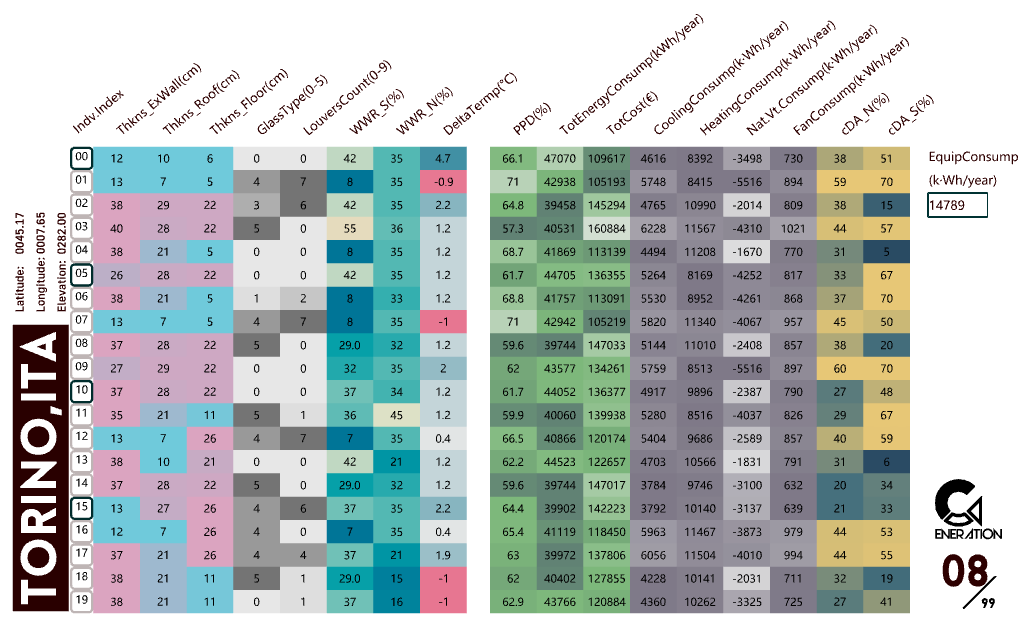 Indv.Index Thkns_ExWall(cm) Thkns_Roof(cm) Thkns_Floor(cm) GlassType(0-5) LouversCount(0-9) WWR_S(%) WWR_N(%) DeltaTermp(°C) PPD(%) TotEnergyConsump(kWh/year) TotCost(€) CoolingConsump(k·Wh/year) HeatingConsump(k·Wh/year) Nat.Vt.Consump(k·Wh/year) FanConsump(k·Wh/year) cDA_N(%) cDA_S(%)
00 12 10 6 0 0 42 35 4.7 66.1 47070 109617 4616 8392 -3498 730 38 51
01 13 7 5 4 7 8 35 -0.9 71 42938 105193 5748 8415 -5516 894 59 70
02 38 29 22 3 6 42 35 2.2 64.8 39458 145294 4765 10990 -2014 809 38 15
03 40 28 22 5 0 55 36 1.2 57.3 40531 160884 6228 11567 -4310 1021 44 57
04 38 21 5 0 0 8 35 1.2 68.7 41869 113139 4494 11208 -1670 770 31 5
05 26 28 22 0 0 42 35 1.2 61.7 44705 136355 5264 8169 -4252 817 33 67
06 38 21 5 1 2 8 33 1.2 68.8 41757 113091 5530 8952 -4261 868 37 70
07 13 7 5 4 7 8 35 -1 71 42942 105219 5820 11340 -4067 957 45 50
08 37 28 22 5 0 29.0 32 1.2 59.6 39744 147033 5144 11010 -2408 857 38 20
09 27 29 22 0 0 32 35 2 62 43577 134261 5759 8513 -5516 897 60 70
10 37 28 22 0 0 37 34 1.2 61.7 44052 136377 4917 9896 -2387 790 27 48
11 35 21 11 5 1 36 45 1.2 59.9 40060 139938 5280 8516 -4037 826 29 67
12 13 7 26 4 7 7 35 0.4 66.5 40866 120174 5404 9686 -2589 857 40 59
13 38 10 21 0 0 42 21 1.2 62.2 44523 122657 4703 10566 -1831 791 31 6
14 37 28 22 5 0 29.0 32 1.2 59.6 39744 147017 3784 9746 -3100 632 20 34
15 13 27 26 4 6 37 35 2.2 64.4 39902 142223 3792 10140 -3137 639 21 33
16 12 7 26 4 0 7 35 0.4 65.4 41119 118450 5963 11467 -3873 979 44 53
17 37 21 26 4 4 37 21 1.9 63 39972 137806 6056 11504 -4010 994 44 55
18 38 21 11 5 1 29.0 15 -1 62 40402 127855 4228 10141 -2031 711 32 19
19 38 21 11 0 1 37 16 -1 62.9 43766 120884 4360 10262 -3325 725 27 41
EquipConsump
(k·Wh/year)
14789
Latitude: 0045.17
Longitude: 0007.65
Elevation: 0282.00
TORINO,ITA
ENERATION
08/99